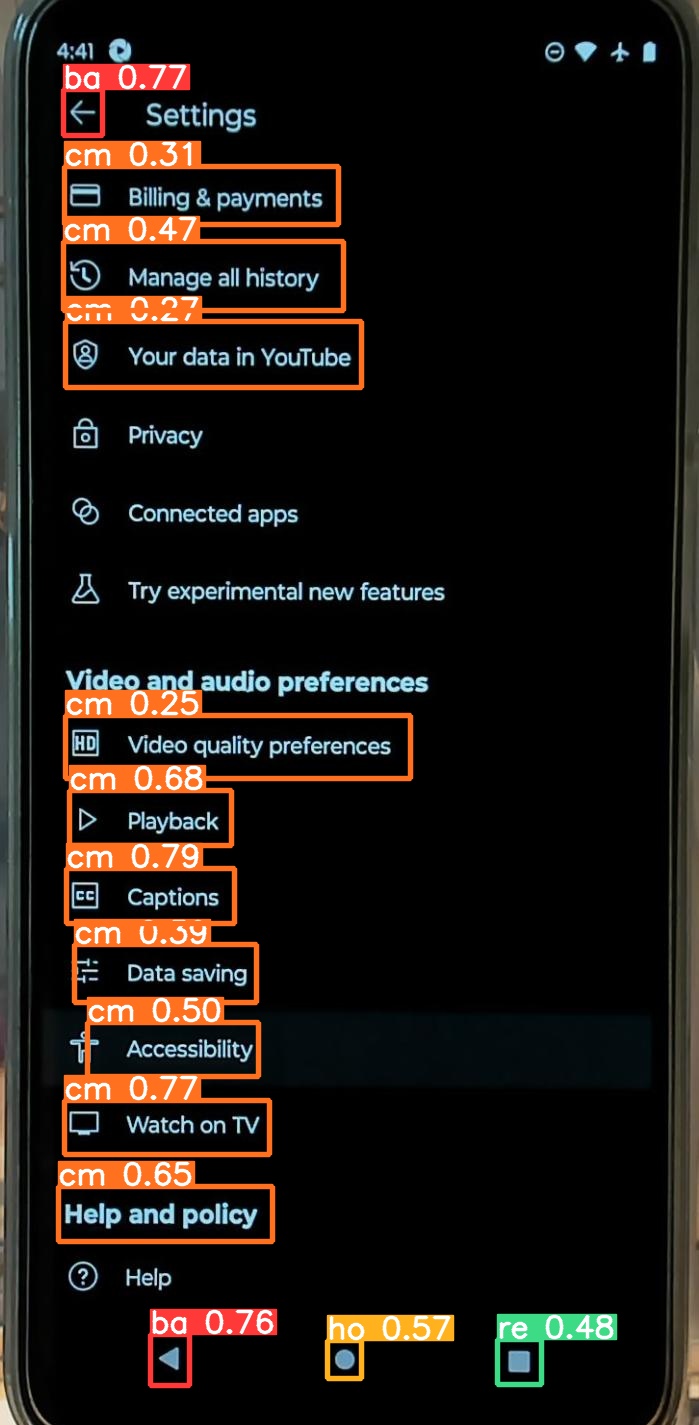 4:41
ba 0.77
Settings
cm 0.31
Billing & payments
cm 0.47
Manage all history
cm 0.27
Your data in YouTube
Privacy
Connected apps
Try experimental new features
Video and audio preferences
cm 0.25
HD Video quality preferences
cm 0.68
Playback
cm 0.79
CC Captions
cm 0.39
Data saving
cm 0.50
Accessibility
cm 0.77
Watch on TV
cm 0.65
Help and policy
? Help
ba 0.76 ho 0.57 re 0.48